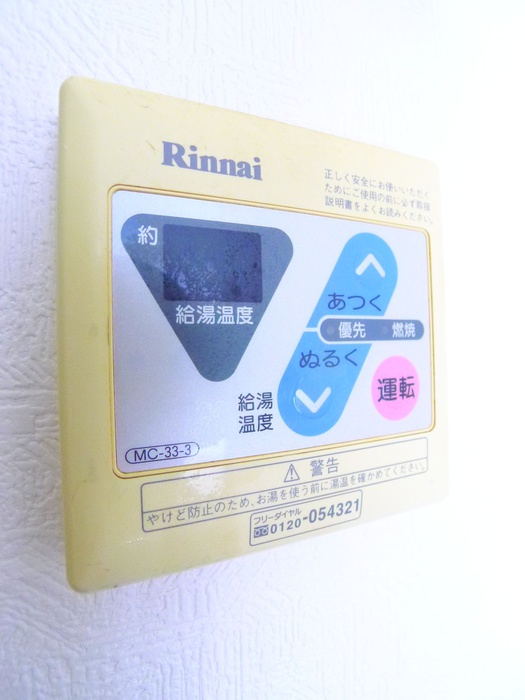 Rinnai
正しく安全にお使いいただく
ためにご使用の前に必ず取扱
説明書をよくお読みください。
約
給湯温度
あつく
優先 燃焼
ぬるく
運転
給湯
温度
MC-33-3
警告
やけど防止のため、お湯を使う前に湯温を確かめてください。
フリーダイヤル
0120-054321